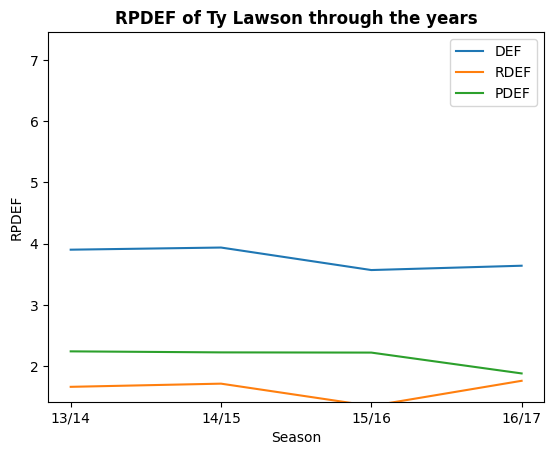 RPDEF of Ty Lawson through the years
DEF
RDEF
PDEF
7
6
5
4
3
2
RPDEF
13/14
14/15
15/16
16/17
Season